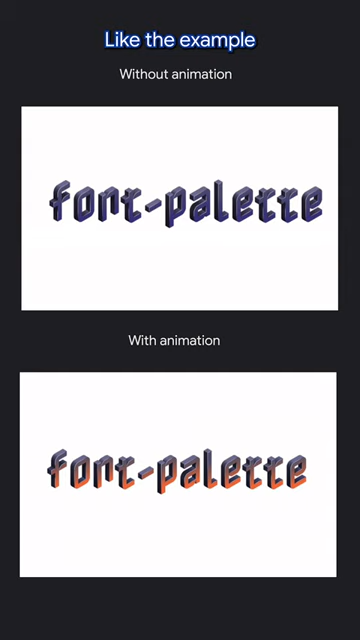 Like the example
Without animation
font-palette
With animation
font-palette